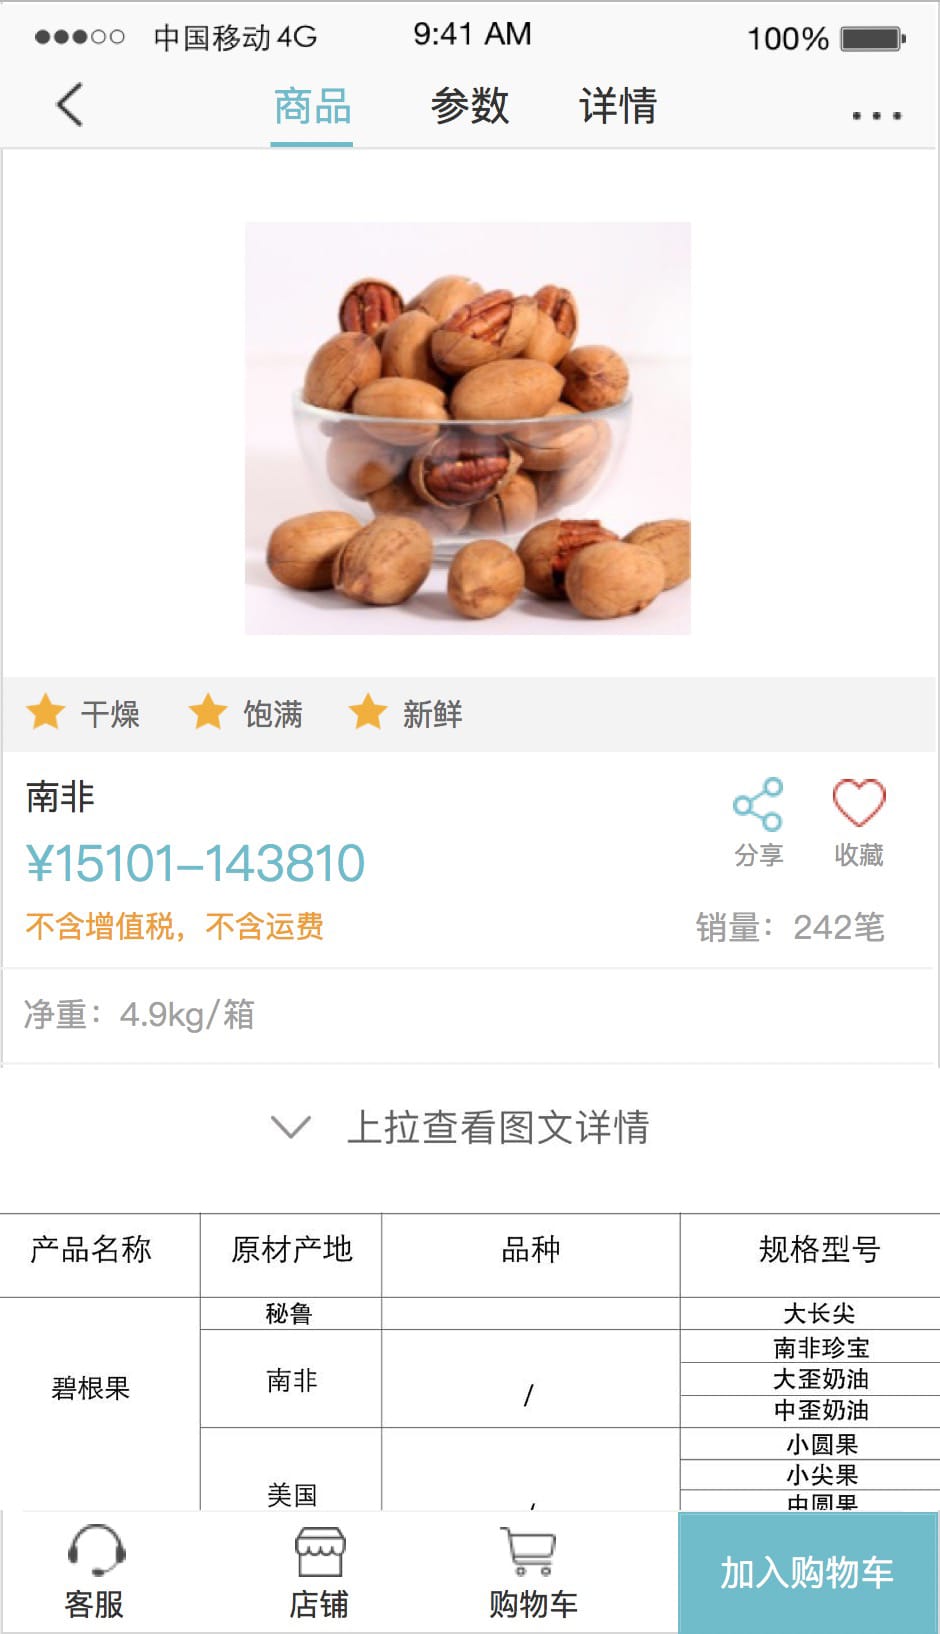 中国移动4G 9:41 AM 100%
商品 参数 详情
干燥 饱满 新鲜
南非
¥15101-143810
分享 收藏
不含增值税，不含运费 销量：242笔
净重：4.9kg/箱
上拉查看图文详情
产品名称 原材产地 品种 规格型号
秘鲁 大长尖
南非珍宝
碧根果 南非 / 大歪奶油
中歪奶油
小圆果
小尖果
美国 中圆果
客服 店铺 购物车 加入购物车